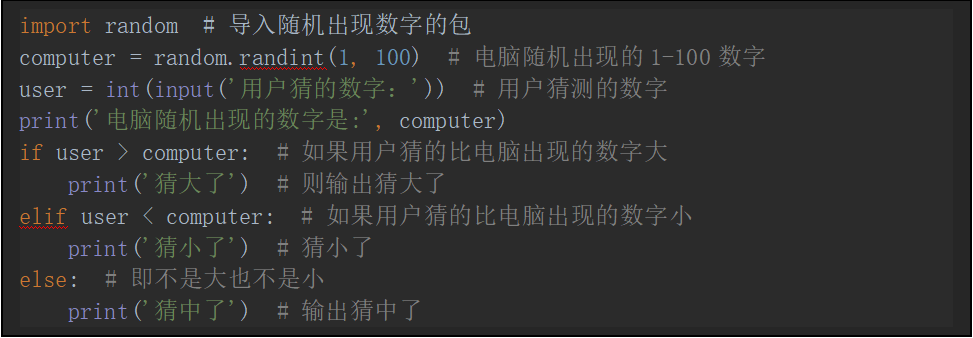 import random  # 导入随机出现数字的包
computer = random.randint(1, 100)  # 电脑随机出现的1-100数字
user = int(input('用户猜的数字：'))  # 用户猜测的数字
print('电脑随机出现的数字是:', computer)
if user > computer:  # 如果用户猜的比电脑出现的数字大
    print('猜大了')  # 则输出猜大了
elif user < computer:  # 如果用户猜的比电脑出现的数字小
    print('猜小了')  # 猜小了
else:  # 即不是大也不是小
    print('猜中了')  # 输出猜中了